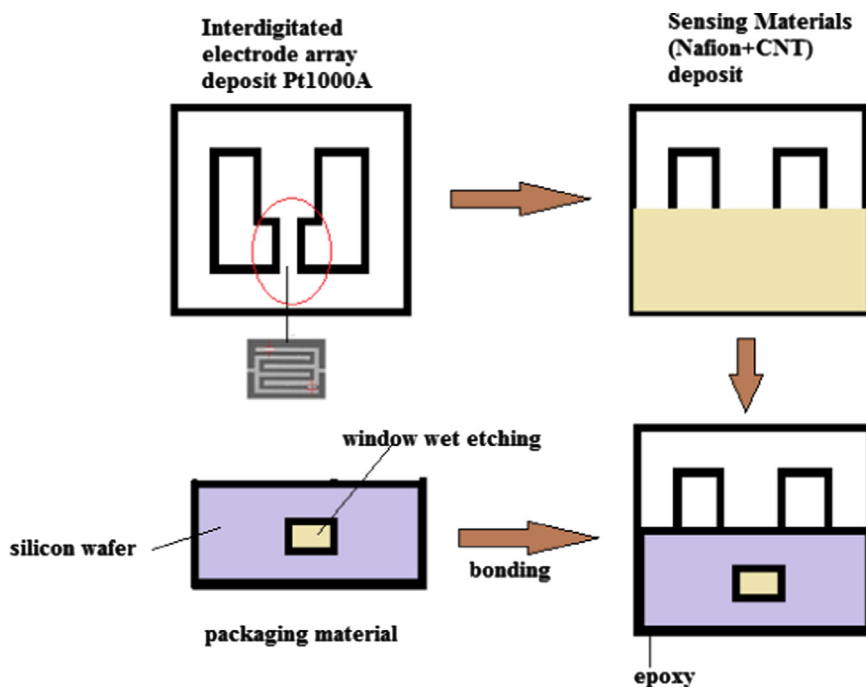 Interdigitated
electrode array
deposit Pt1000A
Sensing Materials
(Nafion+CNT)
deposit
window wet etching
silicon wafer
bonding
packaging material
epoxy